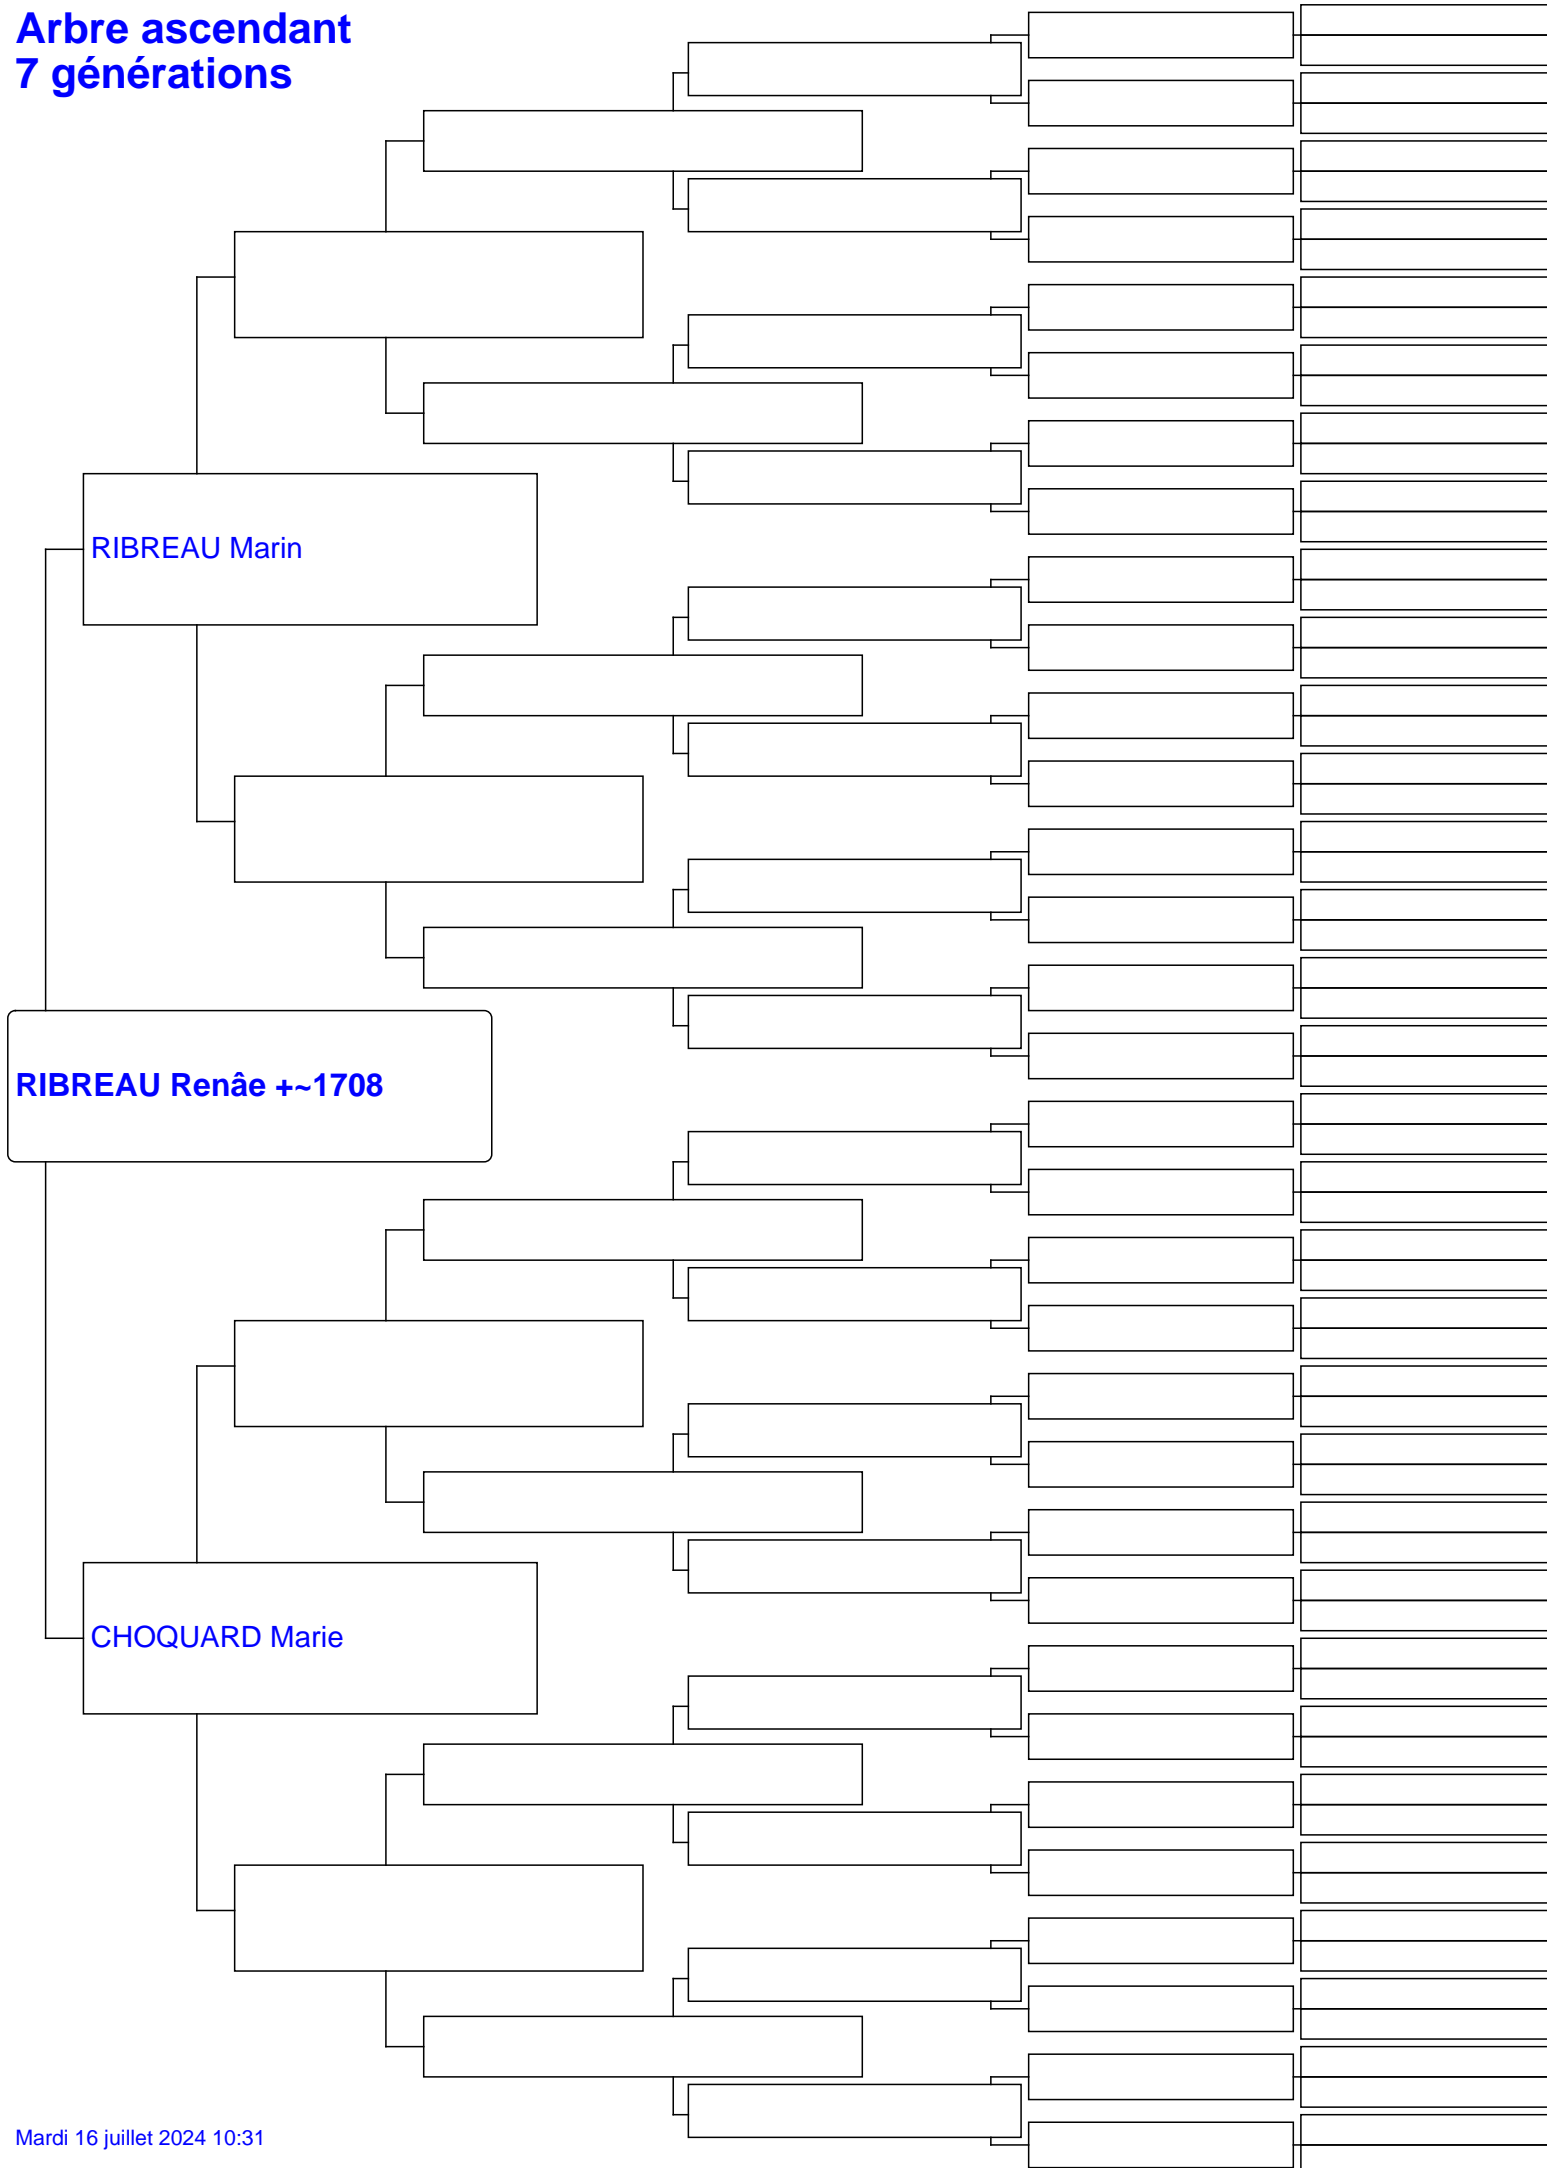 Arbre ascendant
7 générations
RIBREAU Marin
RIBREAU Renâe +~1708
CHOQUARD Marie
Mardi 16 juillet 2024 10:31